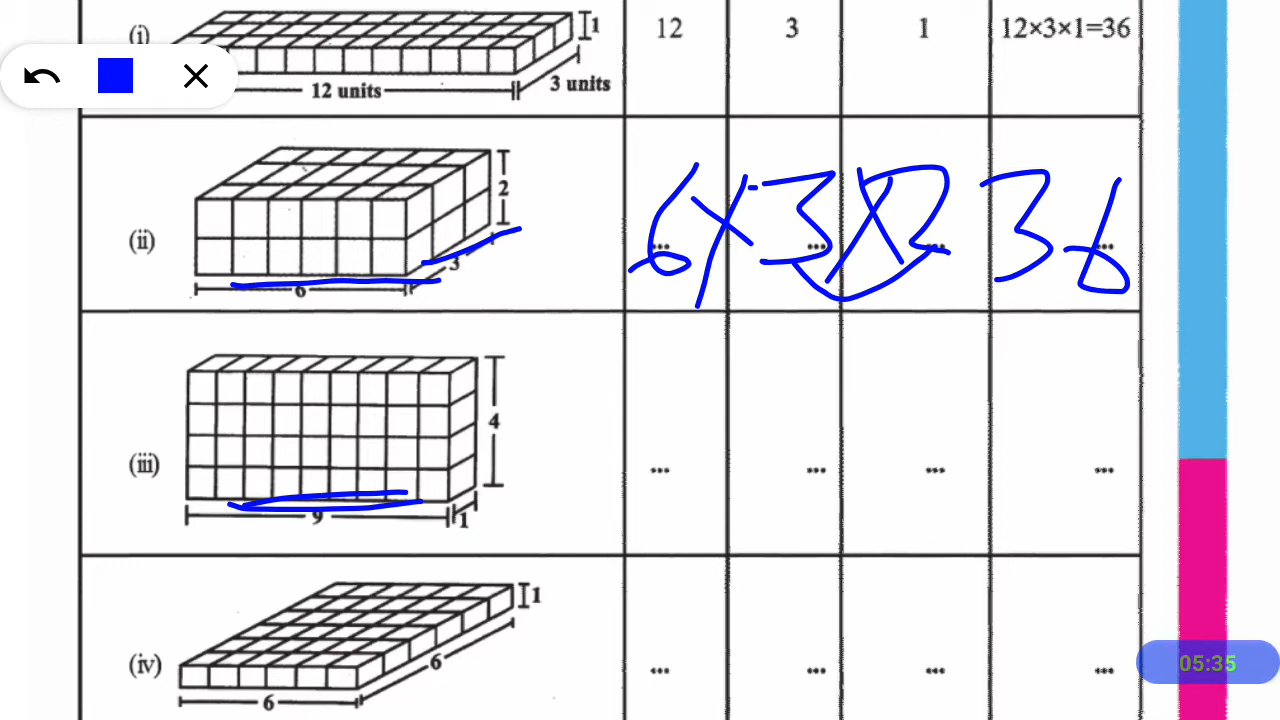 (i) 1 12 3 1 12×3×1=36
12 units 3 units
2
(ii) 6 × 3 × 2 36
... ... ... ...
3
6
4
(iii) ... ... ... ...
9 1
1
(iv) 6 ... ... ... ...
6
05:35